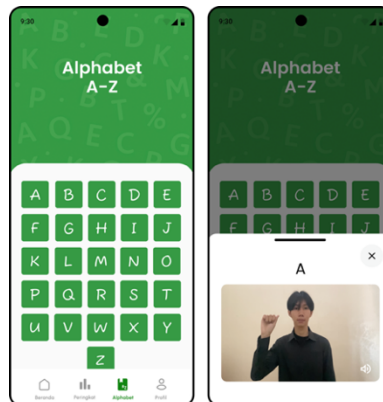 9:30
Alphabet
A-Z
A B C D E
F G H I J
K L M N O
P Q R S T
U V W X Y
Z
Beranda Peringkat Alphabet Profil
9:30
Alphabet
A-Z
A B C D E
F G H I J
A